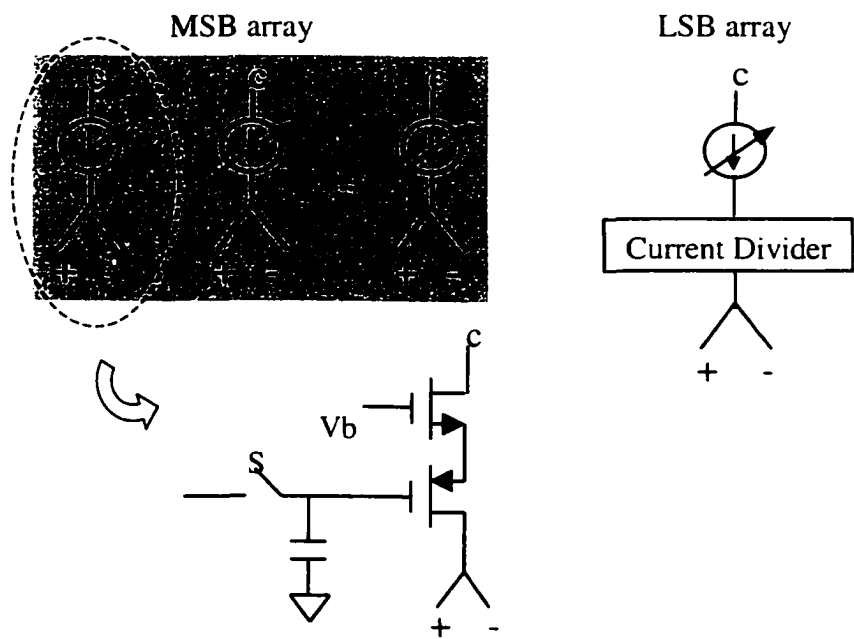 MSB array
LSB array
c
c
c
c
+ -
+ -
+ -
Current Divider
+ -
c
Vb
S
+ -